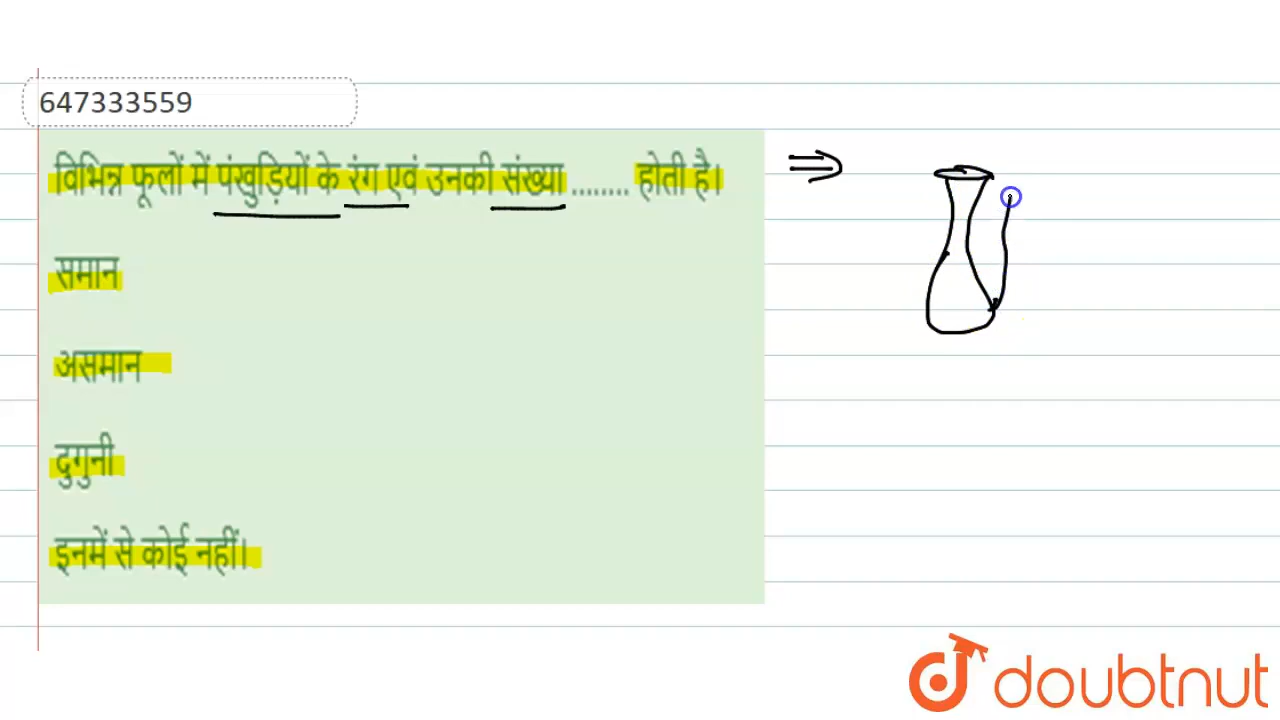 647333559
विभिन्न फूलों में पंखुड़ियों के रंग एवं उनकी संख्या ........ होती है।
समान
असमान
दुगुनी
इनमें से कोई नहीं।
doubtnut